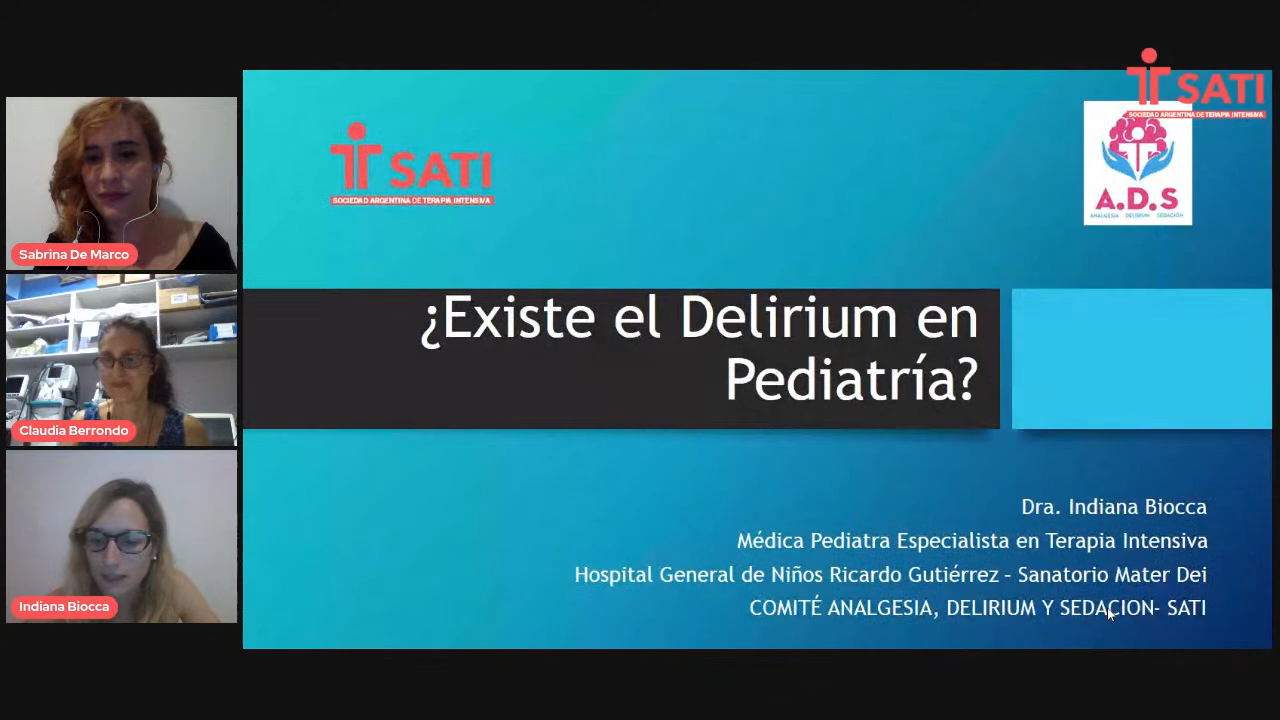 Sabrina De Marco
Claudia Berrondo
Indiana Biocca
SATI
SOCIEDAD ARGENTINA DE TERAPIA INTENSIVA
SATI
SOCIEDAD ARGENTINA DE TERAPIA INTENSIVA
A.D.S
ANALGESIA DELIRIUM SEDACIÓN
¿Existe el Delirium en
Pediatría?
Dra. Indiana Biocca
Médica Pediatra Especialista en Terapia Intensiva
Hospital General de Niños Ricardo Gutiérrez – Sanatorio Mater Dei
COMITÉ ANALGESIA, DELIRIUM Y SEDACION- SATI